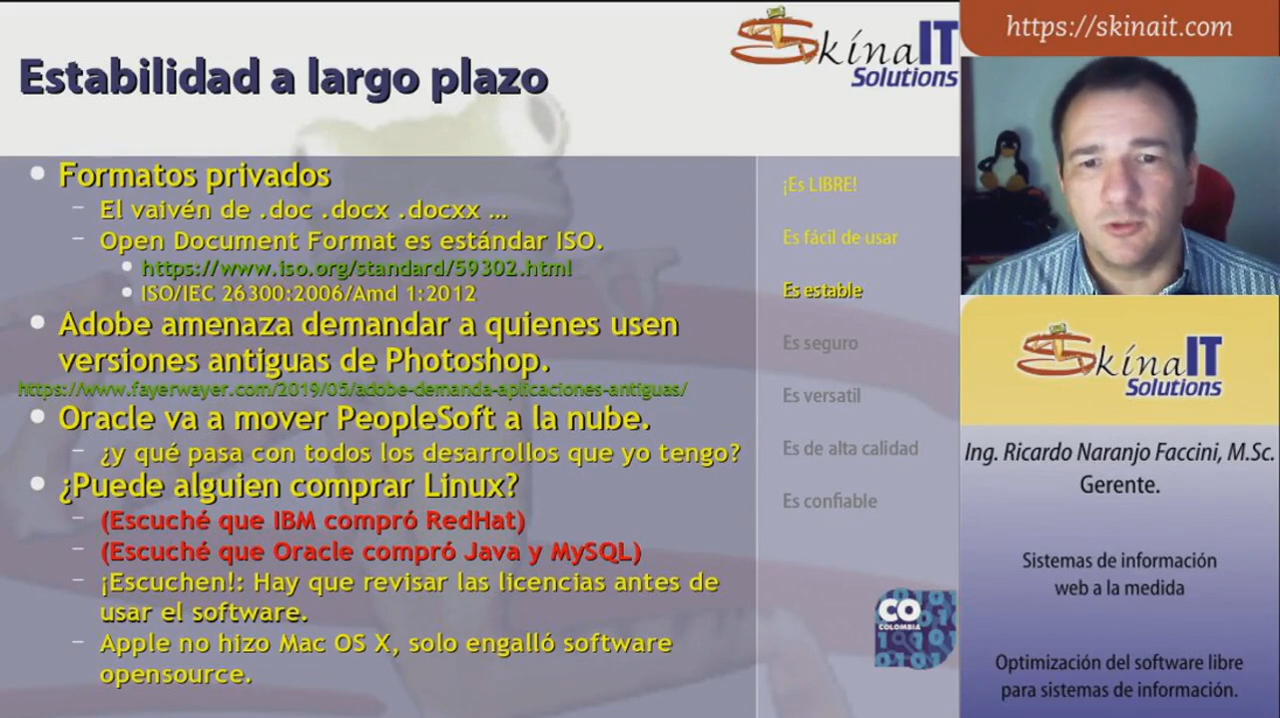 Estabilidad a largo plazo
Skína IT
Solutions
Formatos privados
– El vaivén de .doc .docx .docxx ...
– Open Document Format es estándar ISO.
https://www.iso.org/standard/59302.html
ISO/IEC 26300:2006/Amd 1:2012
Adobe amenaza demandar a quienes usen
versiones antiguas de Photoshop.
https://www.fayerwayer.com/2019/05/adobe-demanda-aplicaciones-antiguas/
Oracle va a mover PeopleSoft a la nube.
– ¿y qué pasa con todos los desarrollos que yo tengo?
¿Puede alguien comprar Linux?
– (Escuché que IBM compró RedHat)
– (Escuché que Oracle compró Java y MySQL)
– ¡Escuchen!: Hay que revisar las licencias antes de
usar el software.
– Apple no hizo Mac OS X, solo engalló software
opensource.
¡Es LIBRE!
Es fácil de usar
Es estable
Es seguro
Es versatil
Es de alta calidad
Es confiable
CO
COLOMBIA
https://skinait.com
Skína IT
Solutions
Ing. Ricardo Naranjo Faccini, M.Sc.
Gerente.
Sistemas de información
web a la medida
Optimización del software libre
para sistemas de información.